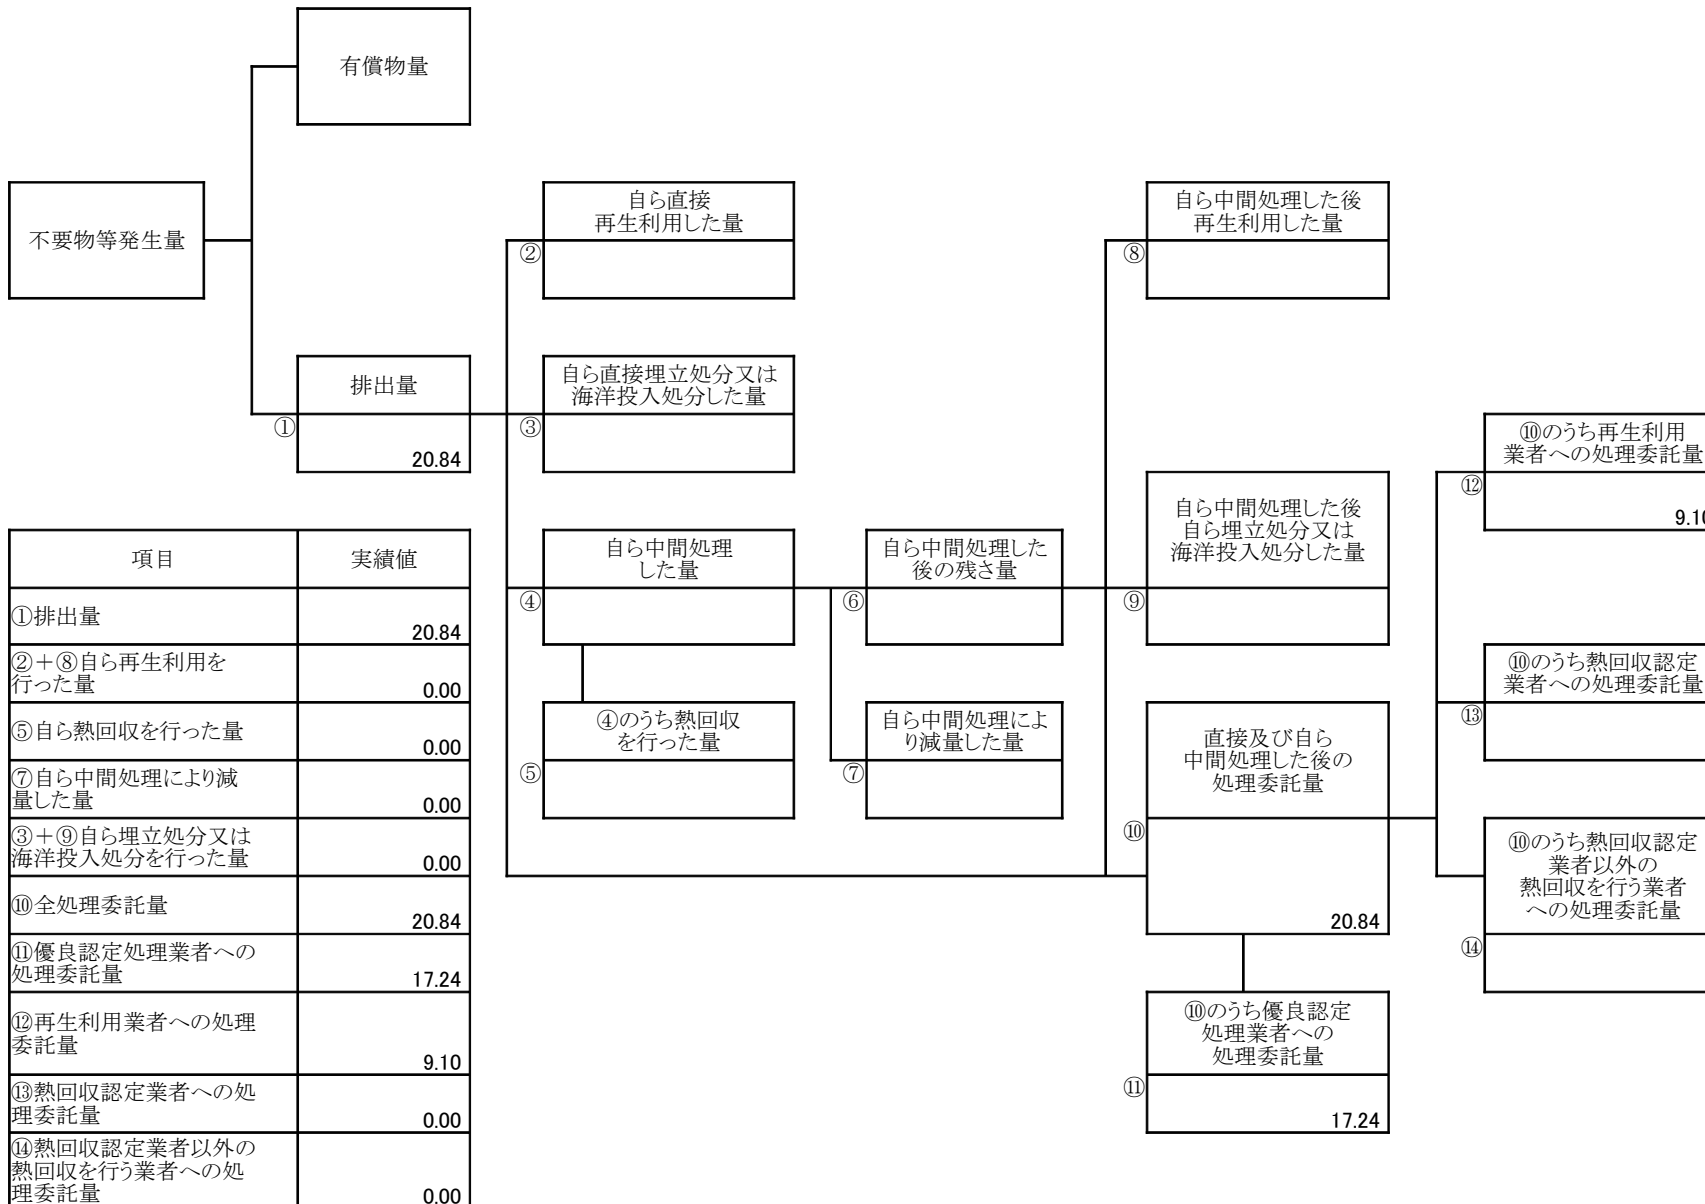 有償物量
不要物等発生量
自ら直接
再生利用した量
②
自ら中間処理した後
再生利用した量
⑧
排出量
①
20.84
自ら直接埋立処分又は
海洋投入処分した量
③
⑩のうち再生利用
業者への処理委託量
⑫
9.10
自ら中間処理
した量
④
自ら中間処理した
後の残さ量
⑥
自ら中間処理した後
自ら埋立処分又は
海洋投入処分した量
⑨
⑩のうち熱回収認定
業者への処理委託量
⑬
④のうち熱回収
を行った量
⑤
自ら中間処理によ
り減量した量
⑦
直接及び自ら
中間処理した後の
処理委託量
⑩
20.84
⑩のうち熱回収認定
業者以外の
熱回収を行う業者
への処理委託量
⑭
⑩のうち優良認定
処理業者への
処理委託量
⑪
17.24
項目 実績値
①排出量
20.84
②+⑧自ら再生利用を
行った量
0.00
⑤自ら熱回収を行った量
0.00
⑦自ら中間処理により減
量した量
0.00
③+⑨自ら埋立処分又は
海洋投入処分を行った量
0.00
⑩全処理委託量
20.84
⑪優良認定処理業者への
処理委託量
17.24
⑫再生利用業者への処理
委託量
9.10
⑬熱回収認定業者への処
理委託量
0.00
⑭熱回収認定業者以外の
熱回収を行う業者への処
理委託量
0.00